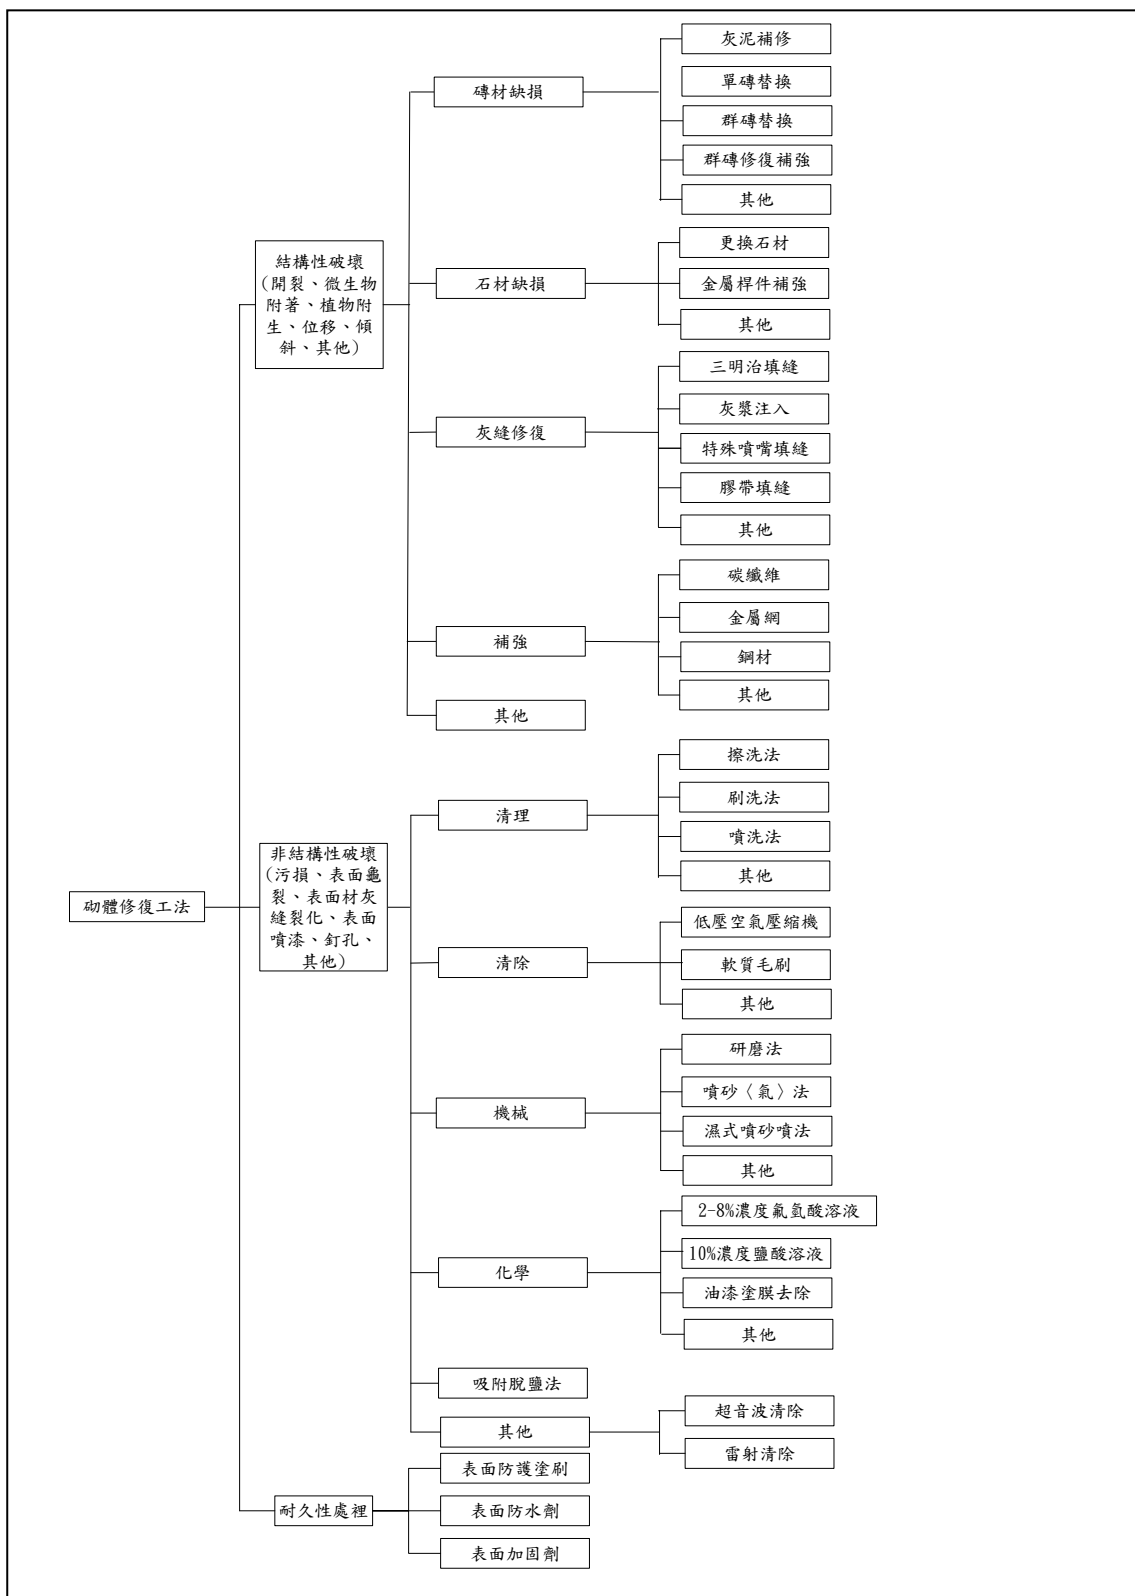 灰泥補修
單磚替換
磚材缺損
群磚替換
群磚修復補強
其他
結構性破壞
(開裂、微生物
附著、植物附
生、位移、傾
斜、其他)
更換石材
石材缺損
金屬桿件補強
其他
三明治填縫
灰漿注入
灰縫修復
特殊噴嘴填縫
膠帶填縫
其他
碳纖維
金屬網
補強
鋼材
其他
其他
擦洗法
刷洗法
清理
噴洗法
其他
砌體修復工法
非結構性破壞
(污損、表面龜
裂、表面材灰
縫裂化、表面
噴漆、釘孔、
其他)
低壓空氣壓縮機
清除
軟質毛刷
其他
研磨法
噴砂〈氣〉法
機械
濕式噴砂噴法
其他
2-8%濃度氟氫酸溶液
10%濃度鹽酸溶液
化學
油漆塗膜去除
其他
吸附脫鹽法
其他
超音波清除
雷射清除
表面防護塗刷
耐久性處裡
表面防水劑
表面加固劑